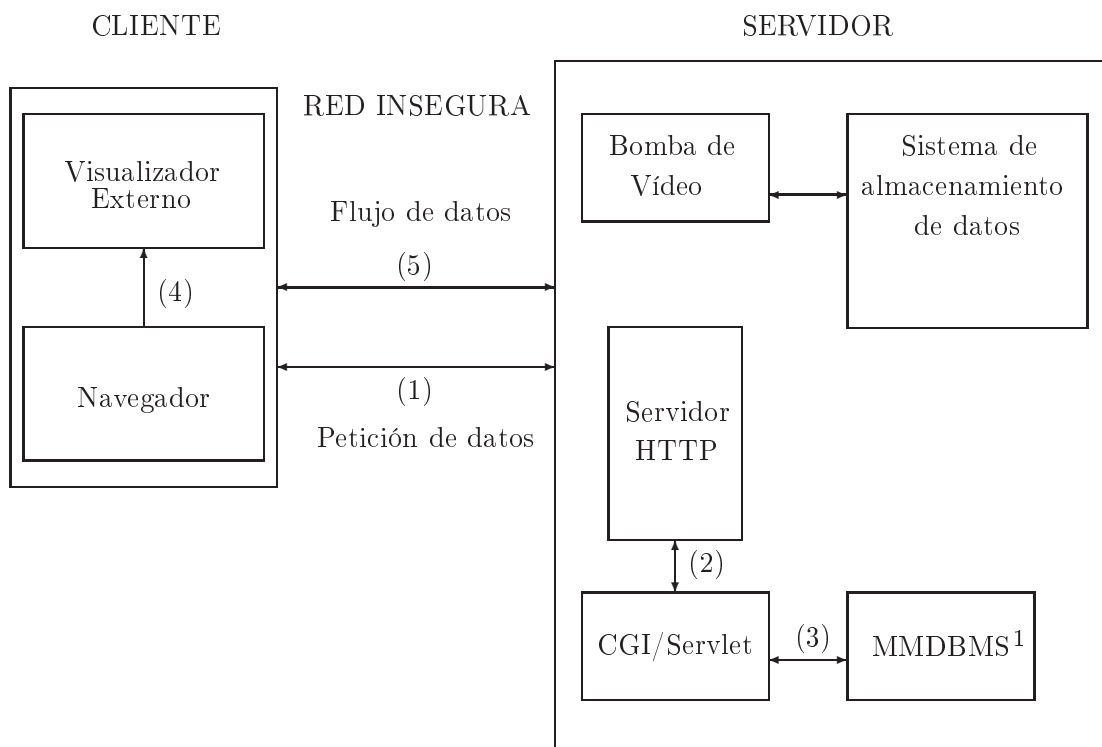 CLIENTE
SERVIDOR
RED INSEGURA
Visualizador
Externo
Flujo de datos
(5)
(4)
Navegador
(1)
Petición de datos
Bomba de
Vídeo
Sistema de
almacenamiento
de datos
Servidor
HTTP
(2)
CGI/Servlet
(3)
MMDBMS1